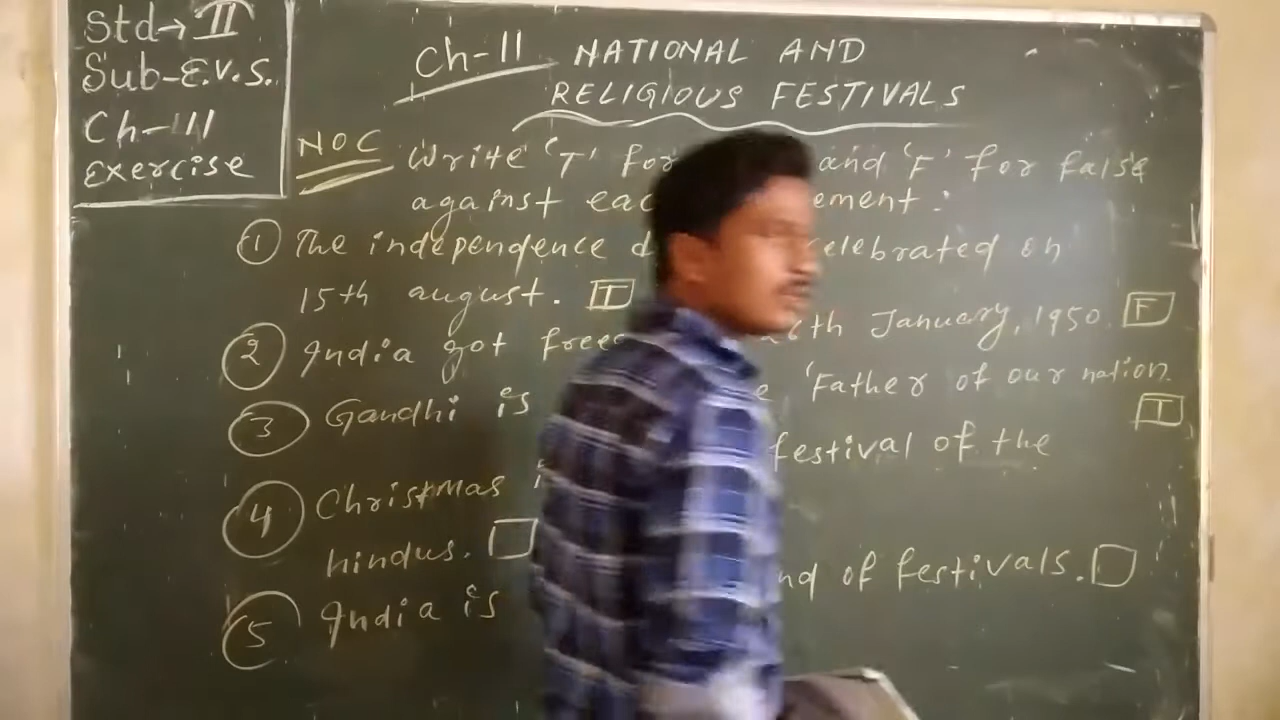 Std→II
Sub-E.V.S.
Ch-11
Exercise
Ch-11 NATIONAL AND
RELIGIOUS FESTIVALS
NOC Write 'T' for and 'F' for false
against eac ement :
① The independence d elebrated on
15th august. T
② India got free 6th January, 1950. F
③ Gandhi is e 'Father of our nation.
T
④ Christmas festival of the
hindus.
⑤ India is nd of festivals.